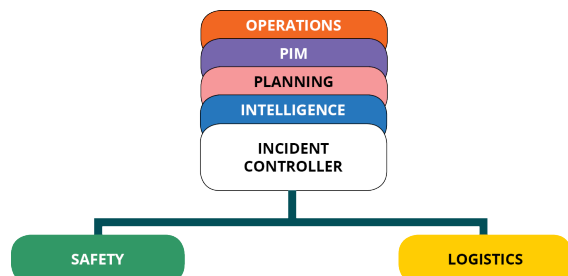 OPERATIONS
PIM
PLANNING
INTELLIGENCE
INCIDENT
CONTROLLER
SAFETY
LOGISTICS